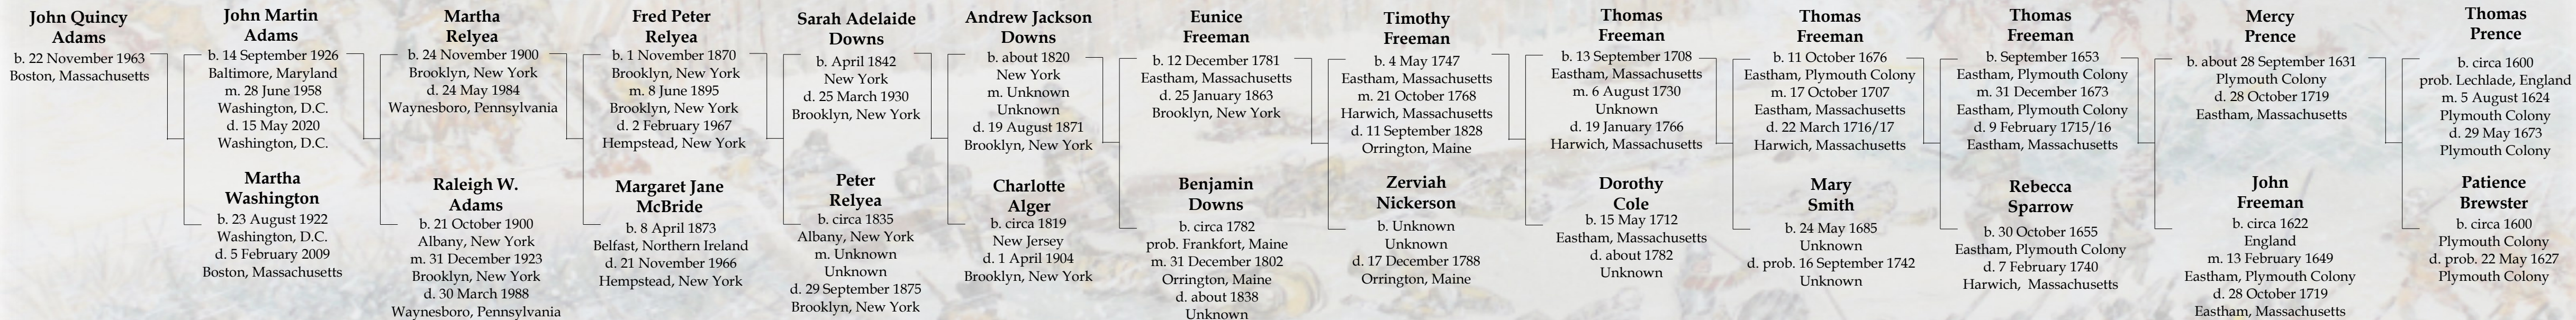 John Quincy
Adams
b. 22 November 1963
Boston, Massachusetts
John Martin
Adams
b. 14 September 1926
Baltimore, Maryland
m. 28 June 1958
Washington, D.C.
d. 15 May 2020
Washington, D.C.
Martha
Washington
b. 23 August 1922
Washington, D.C.
d. 5 February 2009
Boston, Massachusetts
Martha
Relyea
b. 24 November 1900
Brooklyn, New York
d. 24 May 1984
Waynesboro, Pennsylvania
Raleigh W.
Adams
b. 21 October 1900
Albany, New York
m. 31 December 1923
Brooklyn, New York
d. 30 March 1988
Waynesboro, Pennsylvania
Fred Peter
Relyea
b. 1 November 1870
Brooklyn, New York
m. 8 June 1895
Brooklyn, New York
d. 2 February 1967
Hempstead, New York
Margaret Jane
McBride
b. 8 April 1873
Belfast, Northern Ireland
d. 21 November 1966
Hempstead, New York
Sarah Adelaide
Downs
b. April 1842
New York
d. 25 March 1930
Brooklyn, New York
Peter
Relyea
b. circa 1835
Albany, New York
m. Unknown
Unknown
d. 29 September 1875
Brooklyn, New York
Andrew Jackson
Downs
b. about 1820
New York
m. Unknown
Unknown
d. 19 August 1871
Brooklyn, New York
Charlotte
Alger
b. circa 1819
New Jersey
d. 1 April 1904
Brooklyn, New York
Eunice
Freeman
b. 12 December 1781
Eastham, Massachusetts
d. 25 January 1863
Brooklyn, New York
Benjamin
Downs
b. circa 1782
prob. Frankfort, Maine
m. 31 December 1802
Orrington, Maine
d. about 1838
Unknown
Timothy
Freeman
b. 4 May 1747
Eastham, Massachusetts
m. 21 October 1768
Harwich, Massachusetts
d. 11 September 1828
Orrington, Maine
Zerviah
Nickerson
b. Unknown
Unknown
d. 17 December 1788
Orrington, Maine
Thomas
Freeman
b. 13 September 1708
Eastham, Massachusetts
m. 6 August 1730
Unknown
d. 19 January 1766
Harwich, Massachusetts
Dorothy
Cole
b. 15 May 1712
Eastham, Massachusetts
d. about 1782
Unknown
Thomas
Freeman
b. 11 October 1676
Eastham, Plymouth Colony
m. 17 October 1707
Eastham, Massachusetts
d. 22 March 1716/17
Harwich, Massachusetts
Mary
Smith
b. 24 May 1685
Unknown
d. prob. 16 September 1742
Unknown
Thomas
Freeman
b. September 1653
Eastham, Plymouth Colony
m. 31 December 1673
Eastham, Plymouth Colony
d. 9 February 1715/16
Eastham, Massachusetts
Rebecca
Sparrow
b. 30 October 1655
Eastham, Plymouth Colony
d. 7 February 1740
Harwich, Massachusetts
Mercy
Prence
b. about 28 September 1631
Plymouth Colony
d. 28 October 1719
Eastham, Massachusetts
John
Freeman
b. circa 1622
England
m. 13 February 1649
Eastham, Plymouth Colony
d. 28 October 1719
Eastham, Massachusetts
Thomas
Prence
b. circa 1600
prob. Lechlade, England
m. 5 August 1624
Plymouth Colony
d. 29 May 1673
Plymouth Colony
Patience
Brewster
b. circa 1600
Plymouth Colony
d. prob. 22 May 1627
Plymouth Colony